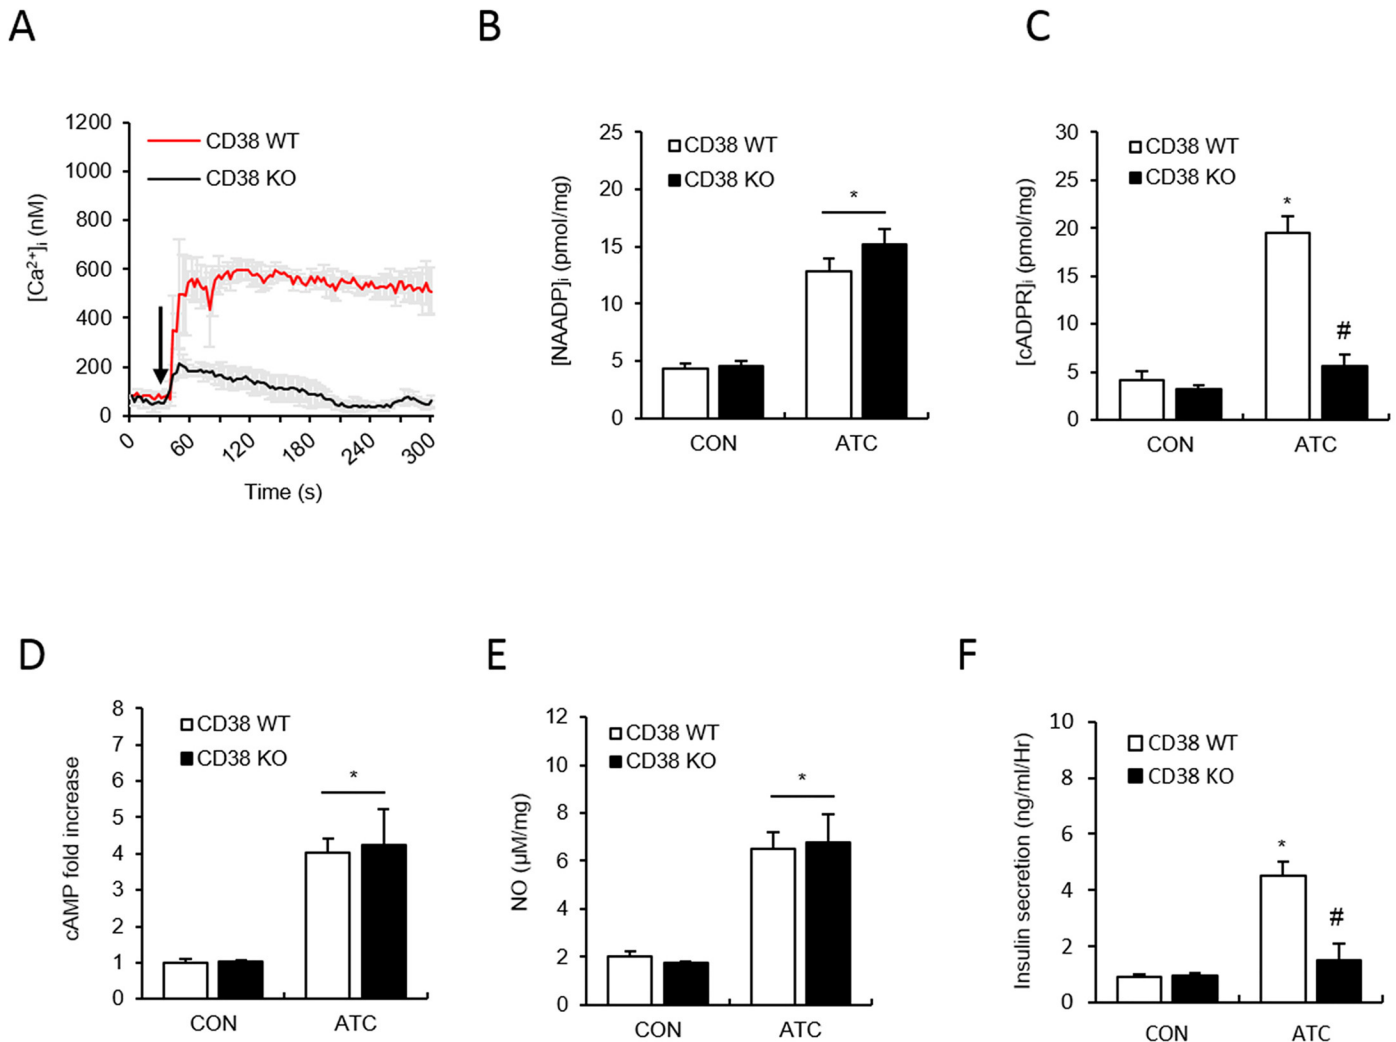 A
1200
1000
800
600
400
200
0
[Ca²⁺]ᵢ (nM)
CD38 WT
CD38 KO
0
60
120
180
240
300
Time (s)
B
25
20
15
10
5
0
[NAADP]ᵢ (pmol/mg)
CD38 WT
CD38 KO
*
CON
ATC
C
30
25
20
15
10
5
0
[cADPR]ᵢ (pmol/mg)
CD38 WT
CD38 KO
*
#
CON
ATC
D
8
7
6
5
4
3
2
1
0
cAMP fold increase
CD38 WT
CD38 KO
*
CON
ATC
E
12
10
8
6
4
2
0
NO (µM/mg)
CD38 WT
CD38 KO
*
CON
ATC
F
10
8
6
4
2
0
Insulin secretion (ng/ml/Hr)
CD38 WT
CD38 KO
*
#
CON
ATC